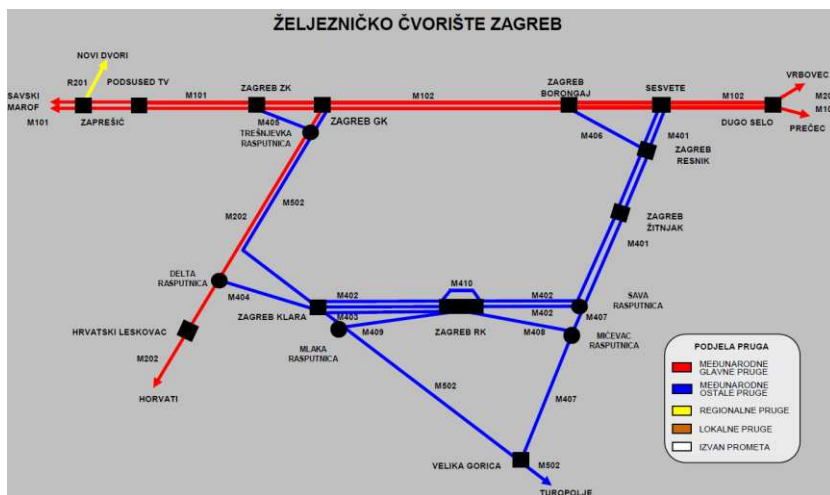 ŽELJEZNIČKO ČVORIŠTE ZAGREB
NOVI DVORI
R201
PODSUSED TV
SAVSKI
MAROF
M101
ZAPREŠIĆ
M101
ZAGREB ZK
M405
TREŠNJEVKA
RASPUTNICA
ZAGREB GK
M102
ZAGREB
BORONGAJ
SESVETE
M102
VRBOVEC
DUGO SELO
PREČEC
M406
M401
ZAGREB
RESNIK
ZAGREB
ŽITNJAK
M401
M502
M202
DELTA
RASPUTNICA
M404
HRVATSKI LESKOVAC
M202
HORVATI
M402
ZAGREB KLARA
M403
M409
MLAKA
RASPUTNICA
M410
ZAGREB RK
M402
M402
M408
SAVA
RASPUTNICA
M407
MIĆEVAC
RASPUTNICA
M407
M502
VELIKA GORICA
M502
TUROPOLJE
PODJELA PRUGA
MEĐUNARODNE
GLAVNE PRUGE
MEĐUNARODNE
OSTALE PRUGE
REGIONALNE PRUGE
LOKALNE PRUGE
IZVAN PROMETA